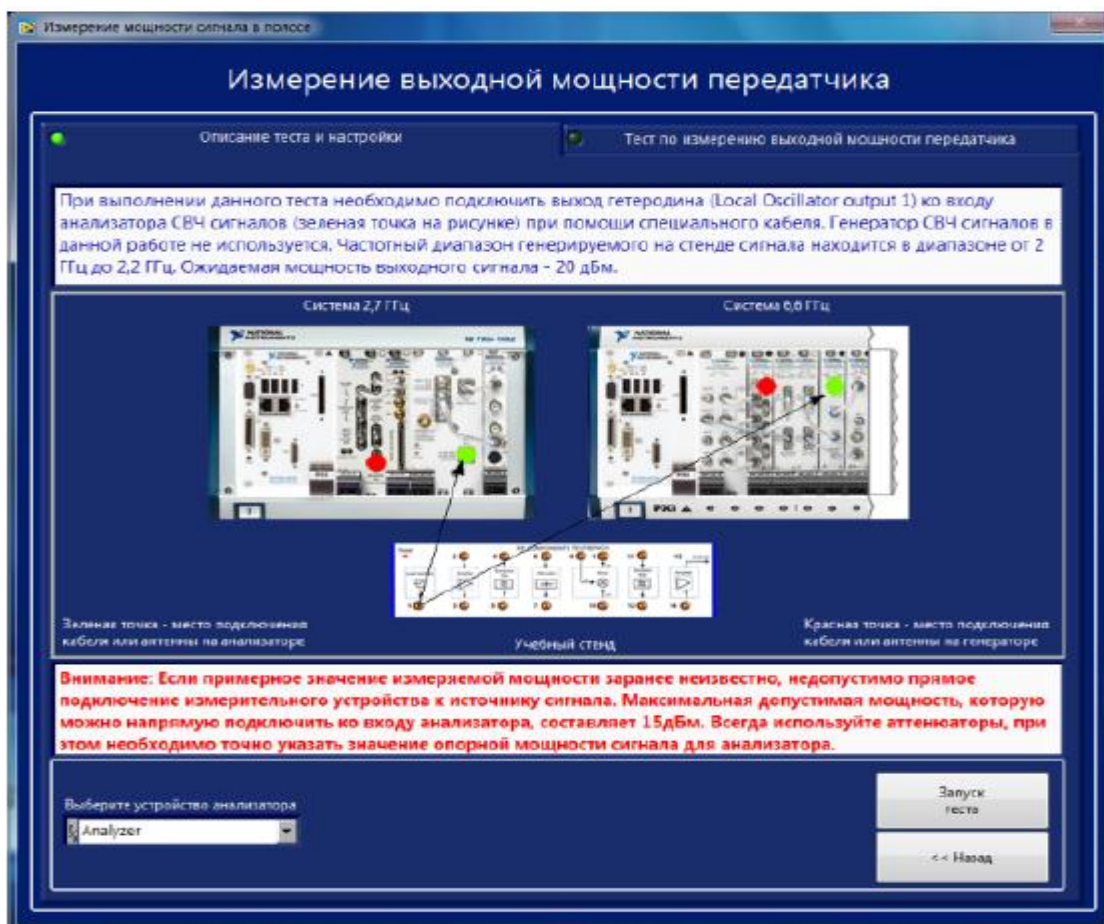 Измерение мощности сигнала в полосе
Измерение выходной мощности передатчика
Описание теста и настройки
Тест по измерению выходной мощности передатчика
При выполнении данного теста необходимо подключить выход гетеродина (Local Oscillator output 1) ко входу
анализатора СВЧ сигналов (зеленая точка на рисунке) при помощи специального кабеля. Генератор СВЧ сигналов в
данной работе не используется. Частотный диапазон генерируемого на стенде сигнала находится в диапазоне от 2
ГГц до 2,2 ГГц. Ожидаемая мощность выходного сигнала - 20 дБм.
Система 2,7 ГГц
Система 6,6 ГГц
NATIONAL
INSTRUMENTS
NATIONAL
INSTRUMENTS
PXI
Зеленая точка - место подключения
кабеля или антенны на анализаторе
Учебный стенд
Красная точка - место подключения
кабеля или антенны на генераторе
Внимание: Если примерное значение измеряемой мощности заранее неизвестно, недопустимо прямое
подключение измерительного устройства к источнику сигнала. Максимальная допустимая мощность, которую
можно напрямую подключить ко входу анализатора, составляет 15дБм. Всегда используйте аттенюаторы, при
этом необходимо точно указать значение опорной мощности сигнала для анализатора.
Выберите устройство анализатора
Analyzer
Запуск
теста
<< Назад